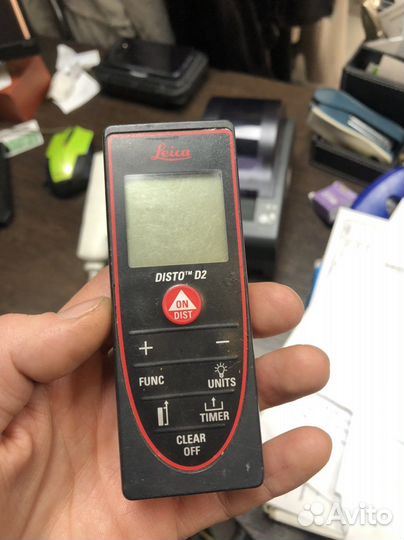 Leica
DISTO™ D2
ON
DIST
+ −
FUNC UNITS
TIMER
CLEAR
OFF
Avito